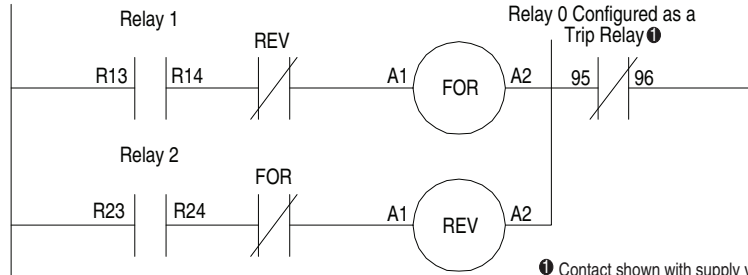 Relay 1
Relay 0 Configured as a
Trip Relay ❶
REV
R13 R14 A1 FOR A2 95 96
Relay 2
FOR
R23 R24 A1 REV A2
❶ Contact shown with supply